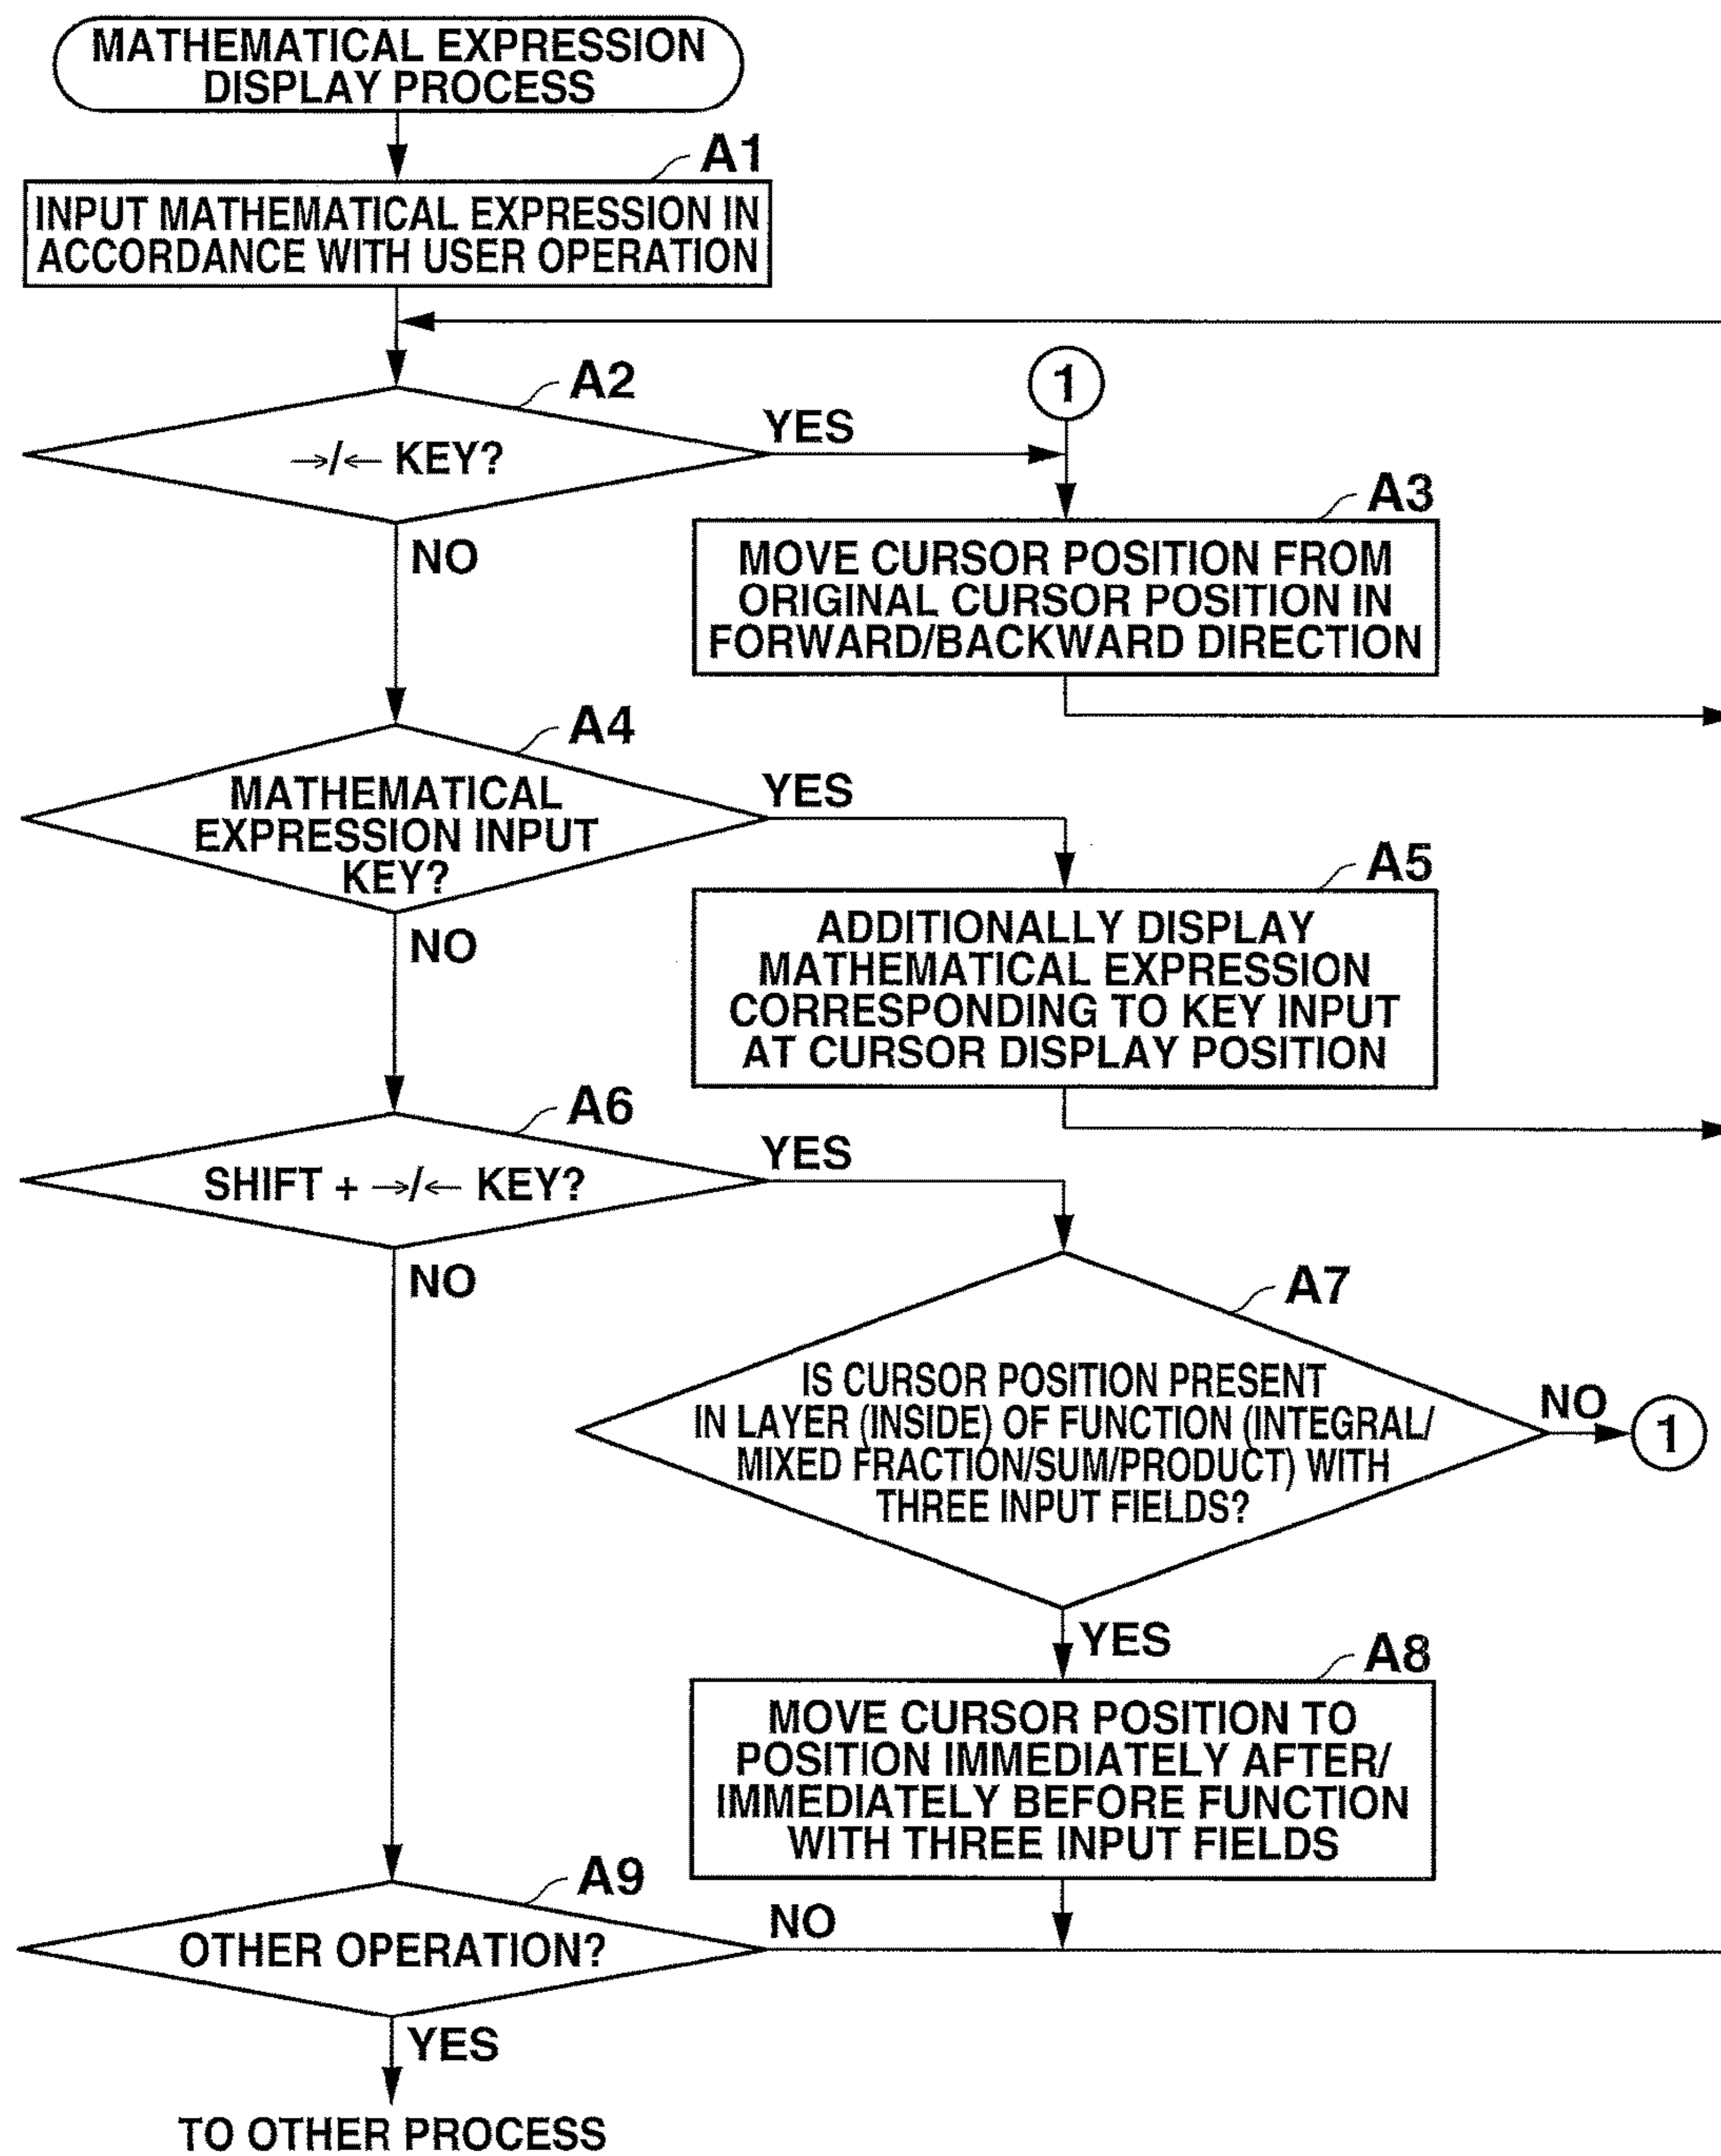 MATHEMATICAL EXPRESSION
DISPLAY PROCESS
A1
INPUT MATHEMATICAL EXPRESSION IN
ACCORDANCE WITH USER OPERATION
A2
→/← KEY?
YES
NO
1
A3
MOVE CURSOR POSITION FROM
ORIGINAL CURSOR POSITION IN
FORWARD/BACKWARD DIRECTION
A4
MATHEMATICAL
EXPRESSION INPUT
KEY?
YES
NO
A5
ADDITIONALLY DISPLAY
MATHEMATICAL EXPRESSION
CORRESPONDING TO KEY INPUT
AT CURSOR DISPLAY POSITION
A6
SHIFT + →/← KEY?
YES
NO
A7
IS CURSOR POSITION PRESENT
IN LAYER (INSIDE) OF FUNCTION (INTEGRAL/
MIXED FRACTION/SUM/PRODUCT) WITH
THREE INPUT FIELDS?
NO
1
YES
A8
MOVE CURSOR POSITION TO
POSITION IMMEDIATELY AFTER/
IMMEDIATELY BEFORE FUNCTION
WITH THREE INPUT FIELDS
A9
OTHER OPERATION?
NO
YES
TO OTHER PROCESS